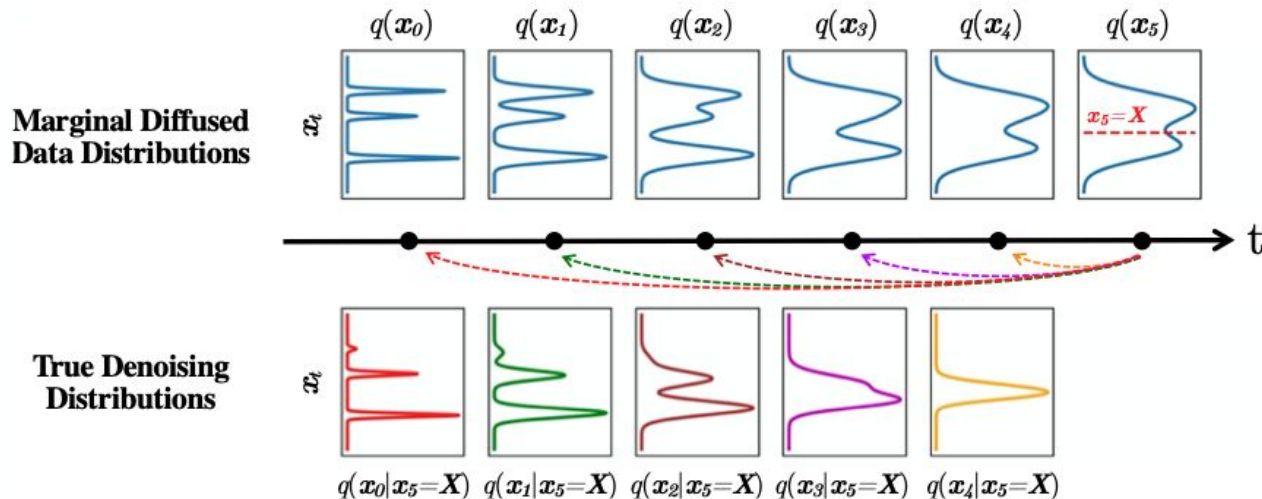 q(x₀) q(x₁) q(x₂) q(x₃) q(x₄) q(x₅)
Marginal Diffused
Data Distributions
xₜ
x₅=X
t
True Denoising
Distributions
xₜ
q(x₀|x₅=X) q(x₁|x₅=X) q(x₂|x₅=X) q(x₃|x₅=X) q(x₄|x₅=X)